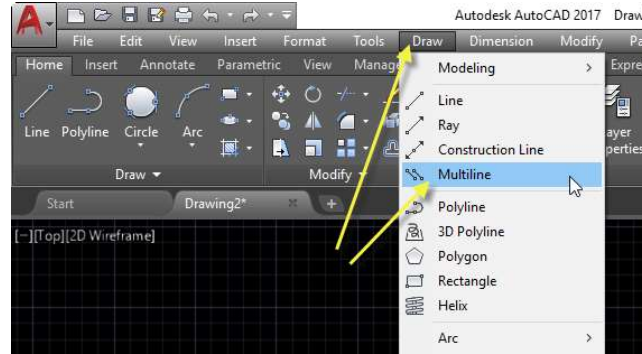 Autodesk AutoCAD 2017 Draw
File Edit View Insert Format Tools Draw Dimension Modify
Home Insert Annotate Parametric View Manage Expre
Line Polyline Circle Arc
Draw Modify
Start Drawing2*
[−][Top][2D Wireframe]
Modeling
Line
Ray
Construction Line
Multiline
Polyline
3D Polyline
Polygon
Rectangle
Helix
Arc